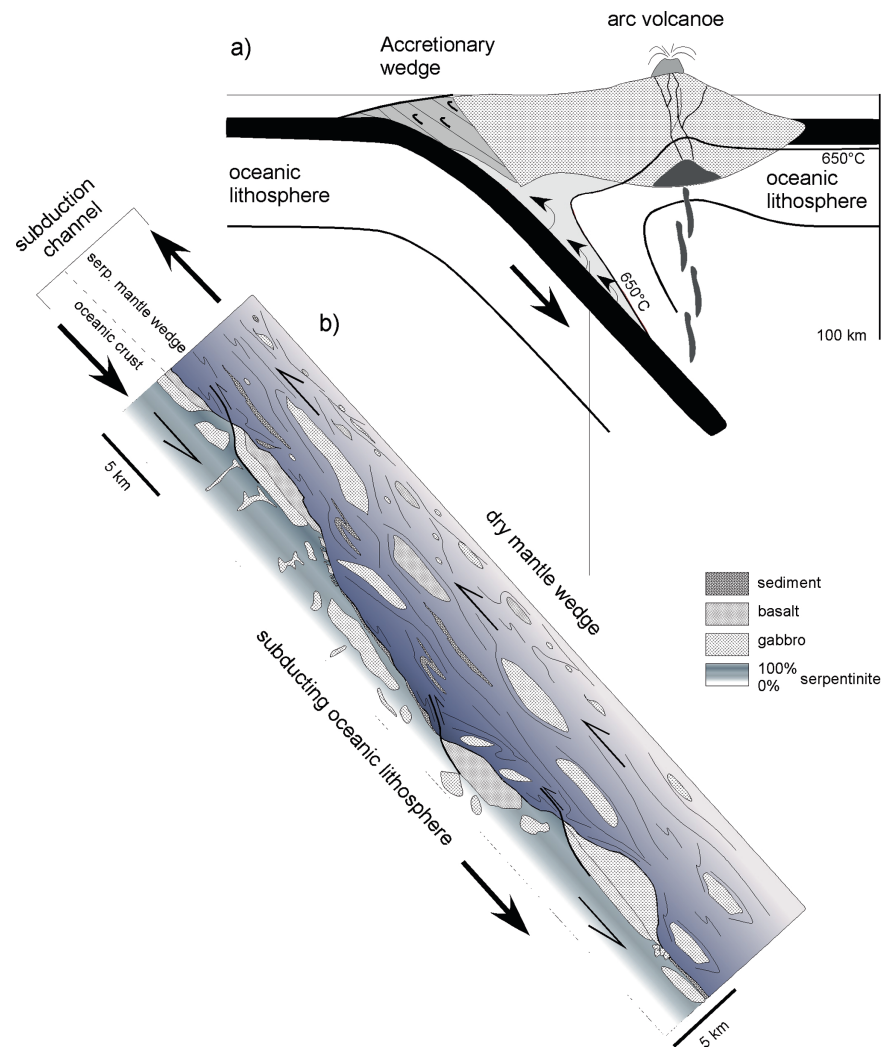 a)
arc volcanoe
Accretionary
wedge
oceanic
lithosphere
650°C
oceanic
lithosphere
650°C
100 km
subduction
channel
serp. mantle wedge
oceanic crust
b)
5 km
dry mantle wedge
subducting oceanic lithosphere
sediment
basalt
gabbro
100%
0%
serpentinite
5 km